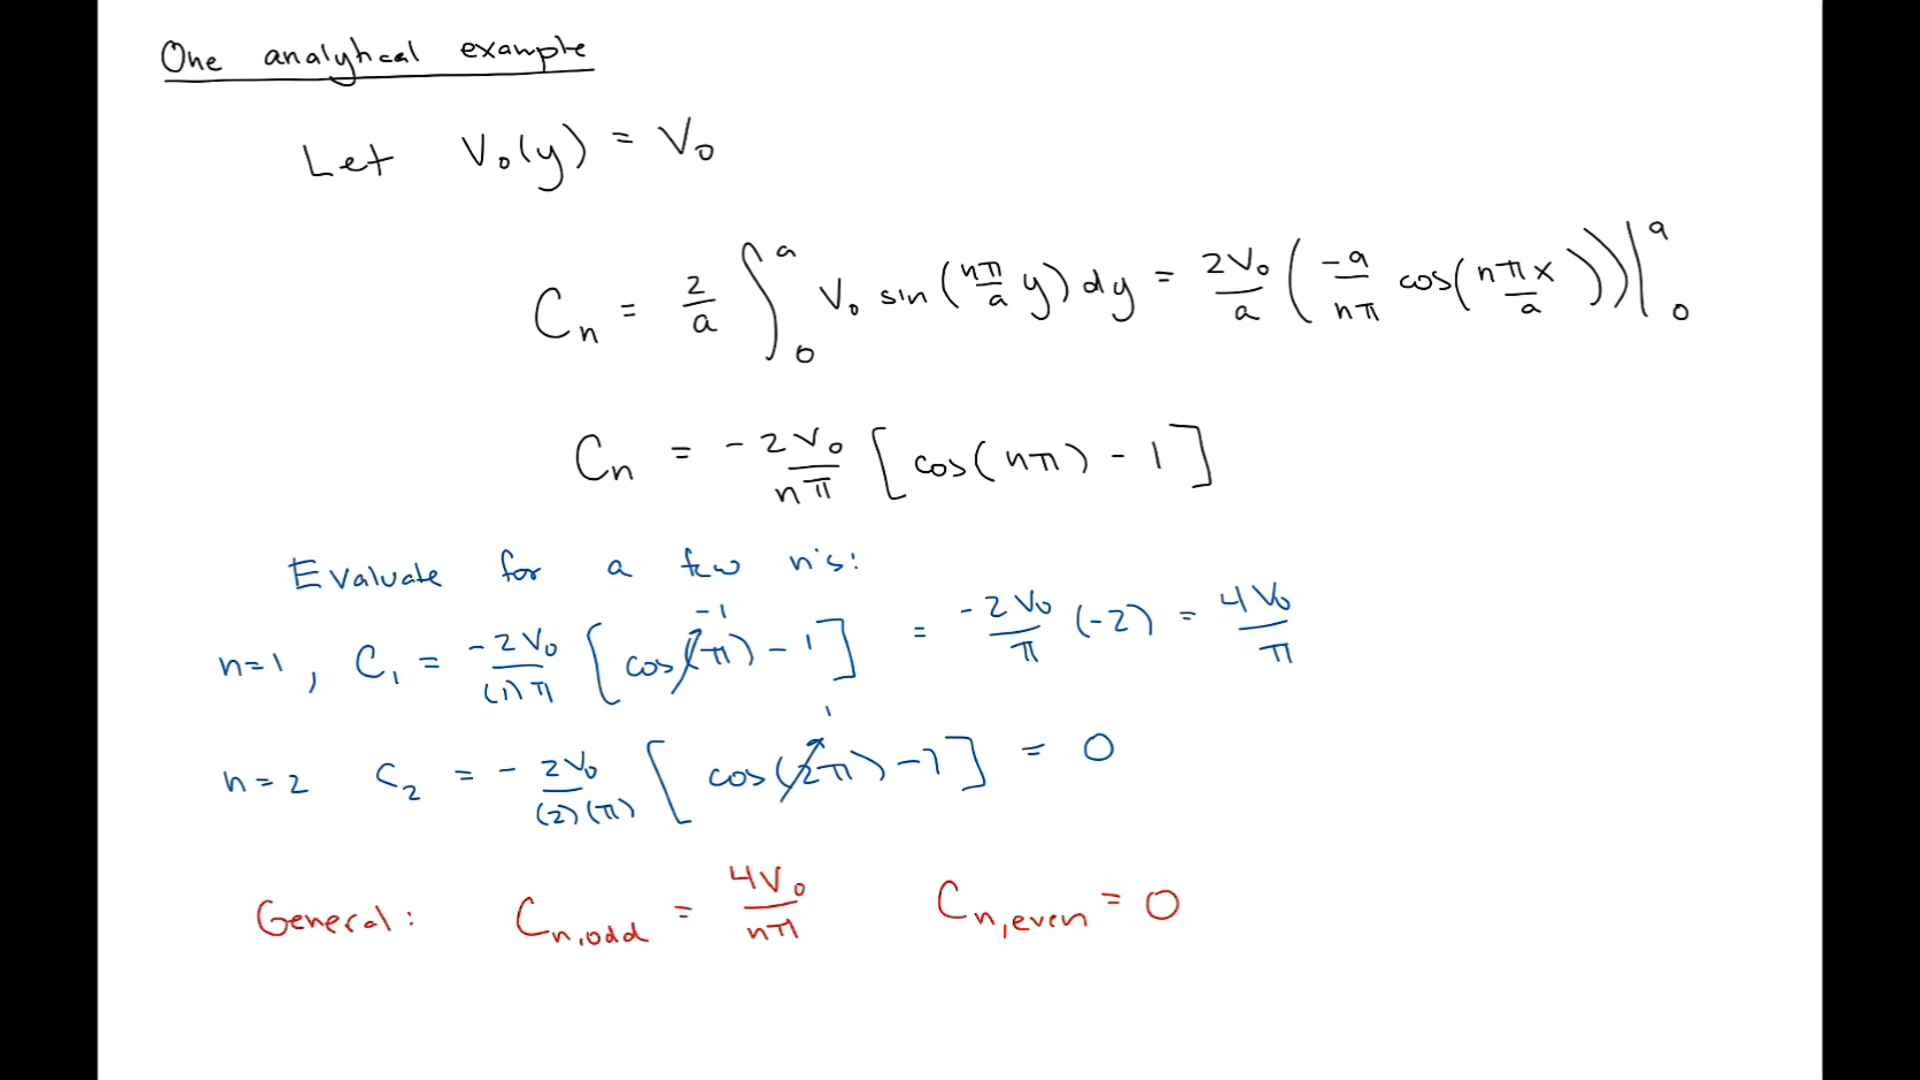 One analytical example
Let V₀(y) = V₀
Cₙ = 2/a ∫₀ᵃ V₀ sin(nπ/a y) dy = 2V₀/a (-a/nπ cos(nπx/a))|₀ᵃ
Cₙ = -2V₀/nπ [cos(nπ) - 1]
Evaluate for a few n's:
n=1, C₁ = -2V₀/(1)π [cos(π) - 1] = -2V₀/π (-2) = 4V₀/π
-1
n=2 C₂ = - 2V₀/(2)(π) [cos(2π) - 1] = 0
1
General: Cₙ,odd = 4V₀/nπ Cₙ,even = 0